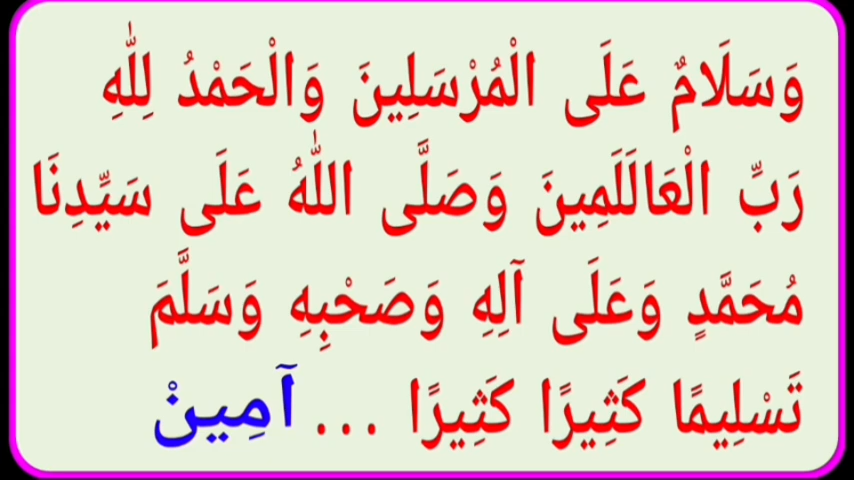 وَسَلَامٌ عَلَى الْمُرْسَلِينَ وَالْحَمْدُ لِلّٰهِ
رَبِّ الْعَالَلَمِينَ وَصَلَّى اللّٰهُ عَلَى سَيِّدِنَا
مُحَمَّدٍ وَعَلَى آلِهِ وَصَحْبِهِ وَسَلَّمَ
تَسْلِيمًا كَثِيرًا كَثِيرًا ... آمِينْ